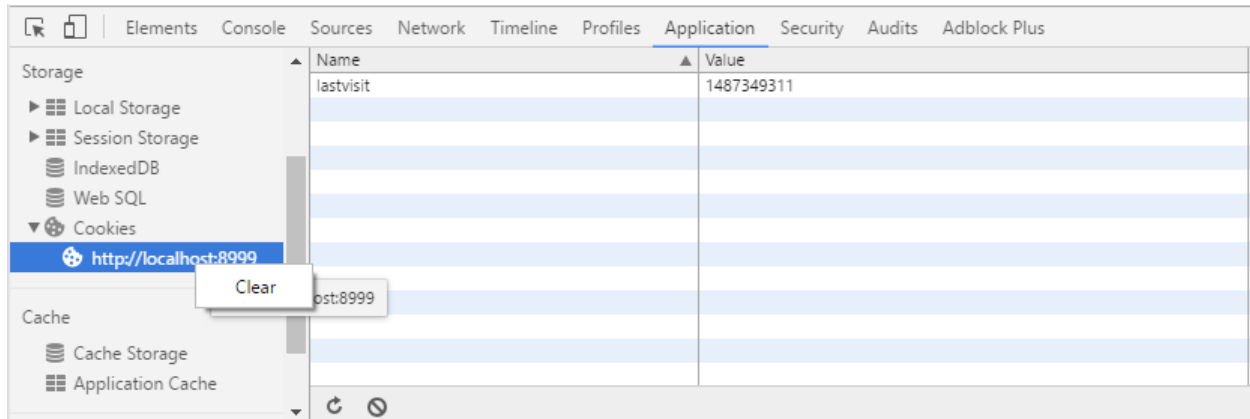 Elements Console Sources Network Timeline Profiles Application Security Audits Adblock Plus
Storage
Local Storage
Session Storage
IndexedDB
Web SQL
Cookies
http://localhost:8999
Clear
ost:8999
Cache
Cache Storage
Application Cache
Name Value
lastvisit 1487349311